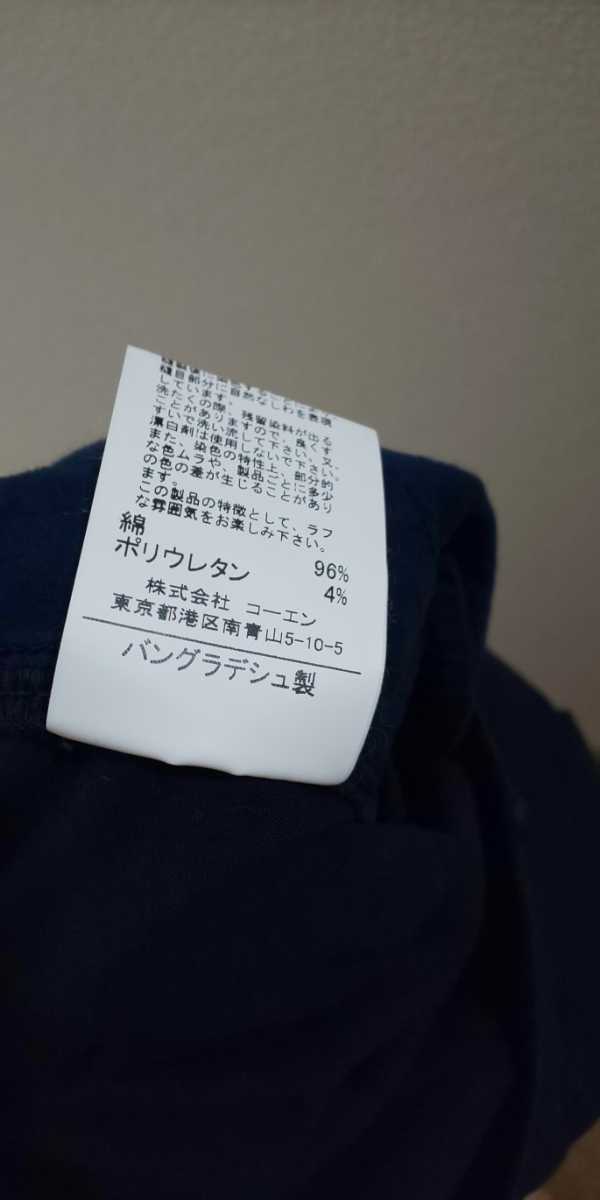 縫目部分に自然なしわを表現
しています。
洗たくの際、残留染料が出る
ことがありますので、良くす
すいで洗い流して下さい。又、
漂白剤は使用しないで下さい。
また、染色の特性上、部分的
な色ムラや、製品ごとに多少
の色の差が生じることがあり
ます。
この製品の特徴として、ラフ
な雰囲気をお楽しみ下さい。
綿 96%
ポリウレタン 4%
株式会社 コーエン
東京都港区南青山5-10-5
バングラデシュ製